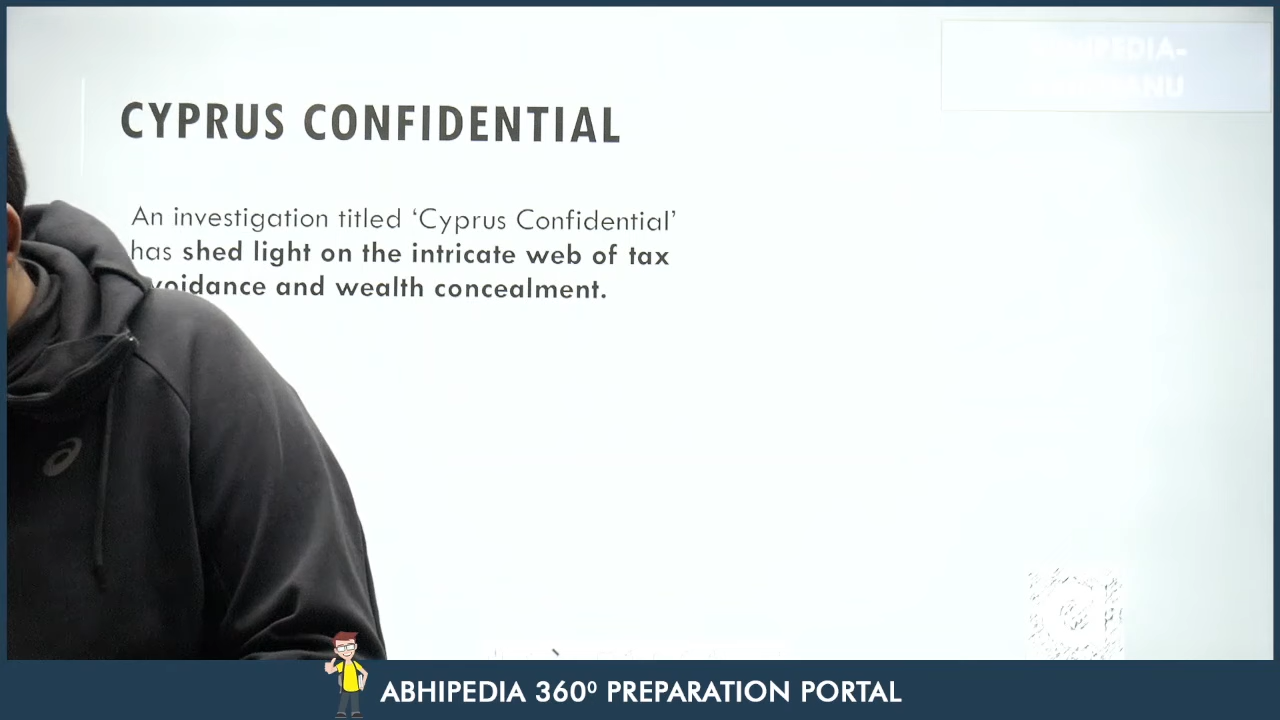 CYPRUS CONFIDENTIAL
An investigation titled ‘Cyprus Confidential’
has shed light on the intricate web of tax
avoidance and wealth concealment.
ABHIPEDIA 360⁰ PREPARATION PORTAL